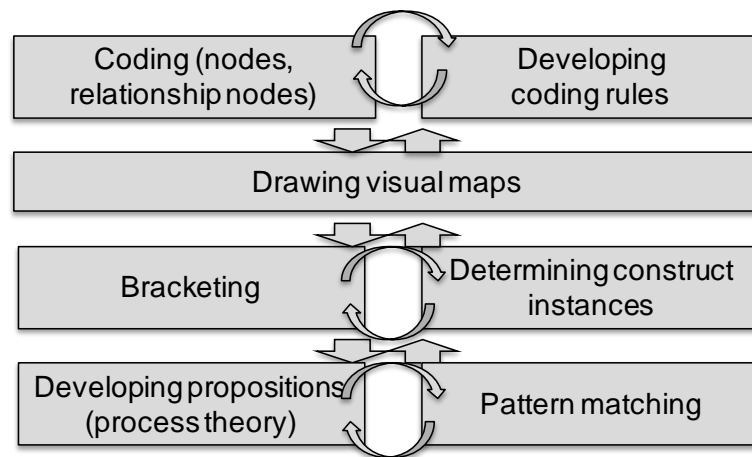 Coding (nodes,
relationship nodes)
Developing
coding rules
Drawing visual maps
Bracketing
Determining construct
instances
Developing propositions
(process theory)
Pattern matching